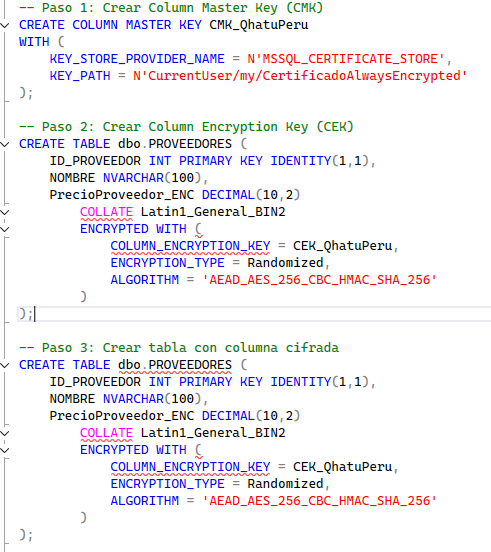 -- Paso 1: Crear Column Master Key (CMK)
CREATE COLUMN MASTER KEY CMK_QhatuPeru
WITH (
    KEY_STORE_PROVIDER_NAME = N'MSSQL_CERTIFICATE_STORE',
    KEY_PATH = N'CurrentUser/my/CertificadoAlwaysEncrypted'
);
-- Paso 2: Crear Column Encryption Key (CEK)
CREATE TABLE dbo.PROVEEDORES (
    ID_PROVEEDOR INT PRIMARY KEY IDENTITY(1,1),
    NOMBRE NVARCHAR(100),
    PrecioProveedor_ENC DECIMAL(10,2)
        COLLATE Latin1_General_BIN2
        ENCRYPTED WITH (
            COLUMN_ENCRYPTION_KEY = CEK_QhatuPeru,
            ENCRYPTION_TYPE = Randomized,
            ALGORITHM = 'AEAD_AES_256_CBC_HMAC_SHA_256'
        )
);
-- Paso 3: Crear tabla con columna cifrada
CREATE TABLE dbo.PROVEEDORES (
    ID_PROVEEDOR INT PRIMARY KEY IDENTITY(1,1),
    NOMBRE NVARCHAR(100),
    PrecioProveedor_ENC DECIMAL(10,2)
        COLLATE Latin1_General_BIN2
        ENCRYPTED WITH (
            COLUMN_ENCRYPTION_KEY = CEK_QhatuPeru,
            ENCRYPTION_TYPE = Randomized,
            ALGORITHM = 'AEAD_AES_256_CBC_HMAC_SHA_256'
        )
);